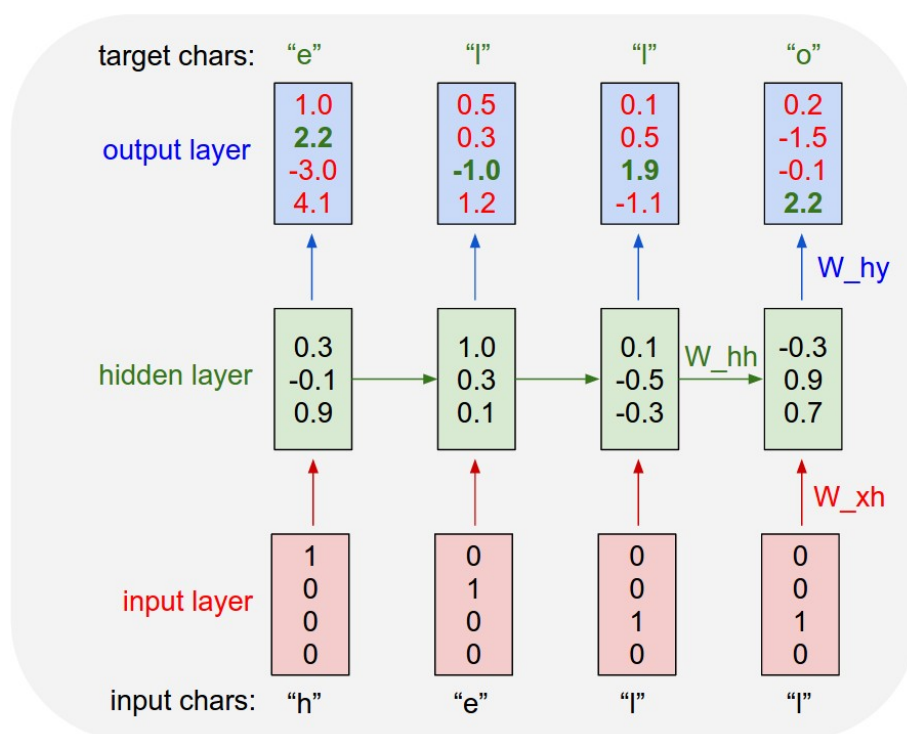 target chars: “e” “l” “l” “o”
1.0 0.5 0.1 0.2
2.2 0.3 0.5 -1.5
output layer
-3.0 -1.0 1.9 -0.1
4.1 1.2 -1.1 2.2
W_hy
0.3 1.0 0.1 -0.3
W_hh
hidden layer -0.1 0.3 -0.5 0.9
0.9 0.1 -0.3 0.7
W_xh
1 0 0 0
0 1 0 0
input layer
0 0 1 1
0 0 0 0
input chars: “h” “e” “l” “l”